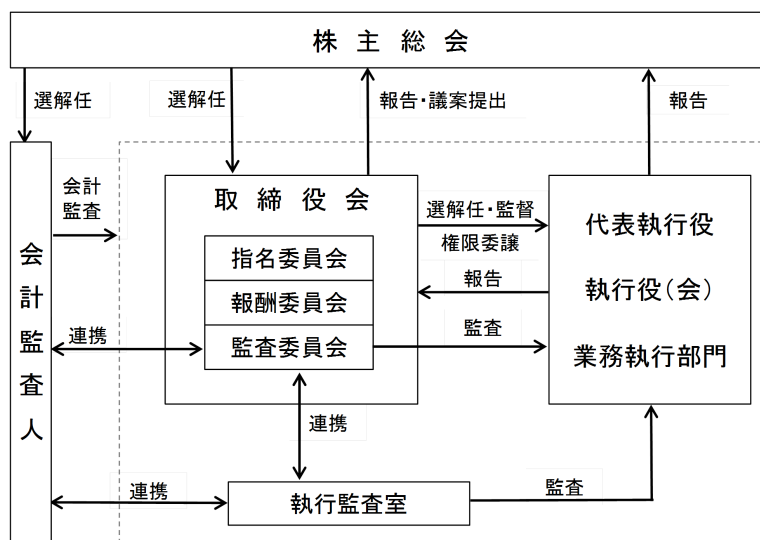 株主総会
選解任
選解任
報告・議案提出
報告
会計
監査
取締役会
選解任・監督
権限委譲
代表執行役
指名委員会
報告
執行役(会)
報酬委員会
会計監査人
連携
監査委員会
監査
業務執行部門
連携
連携
執行監査室
監査